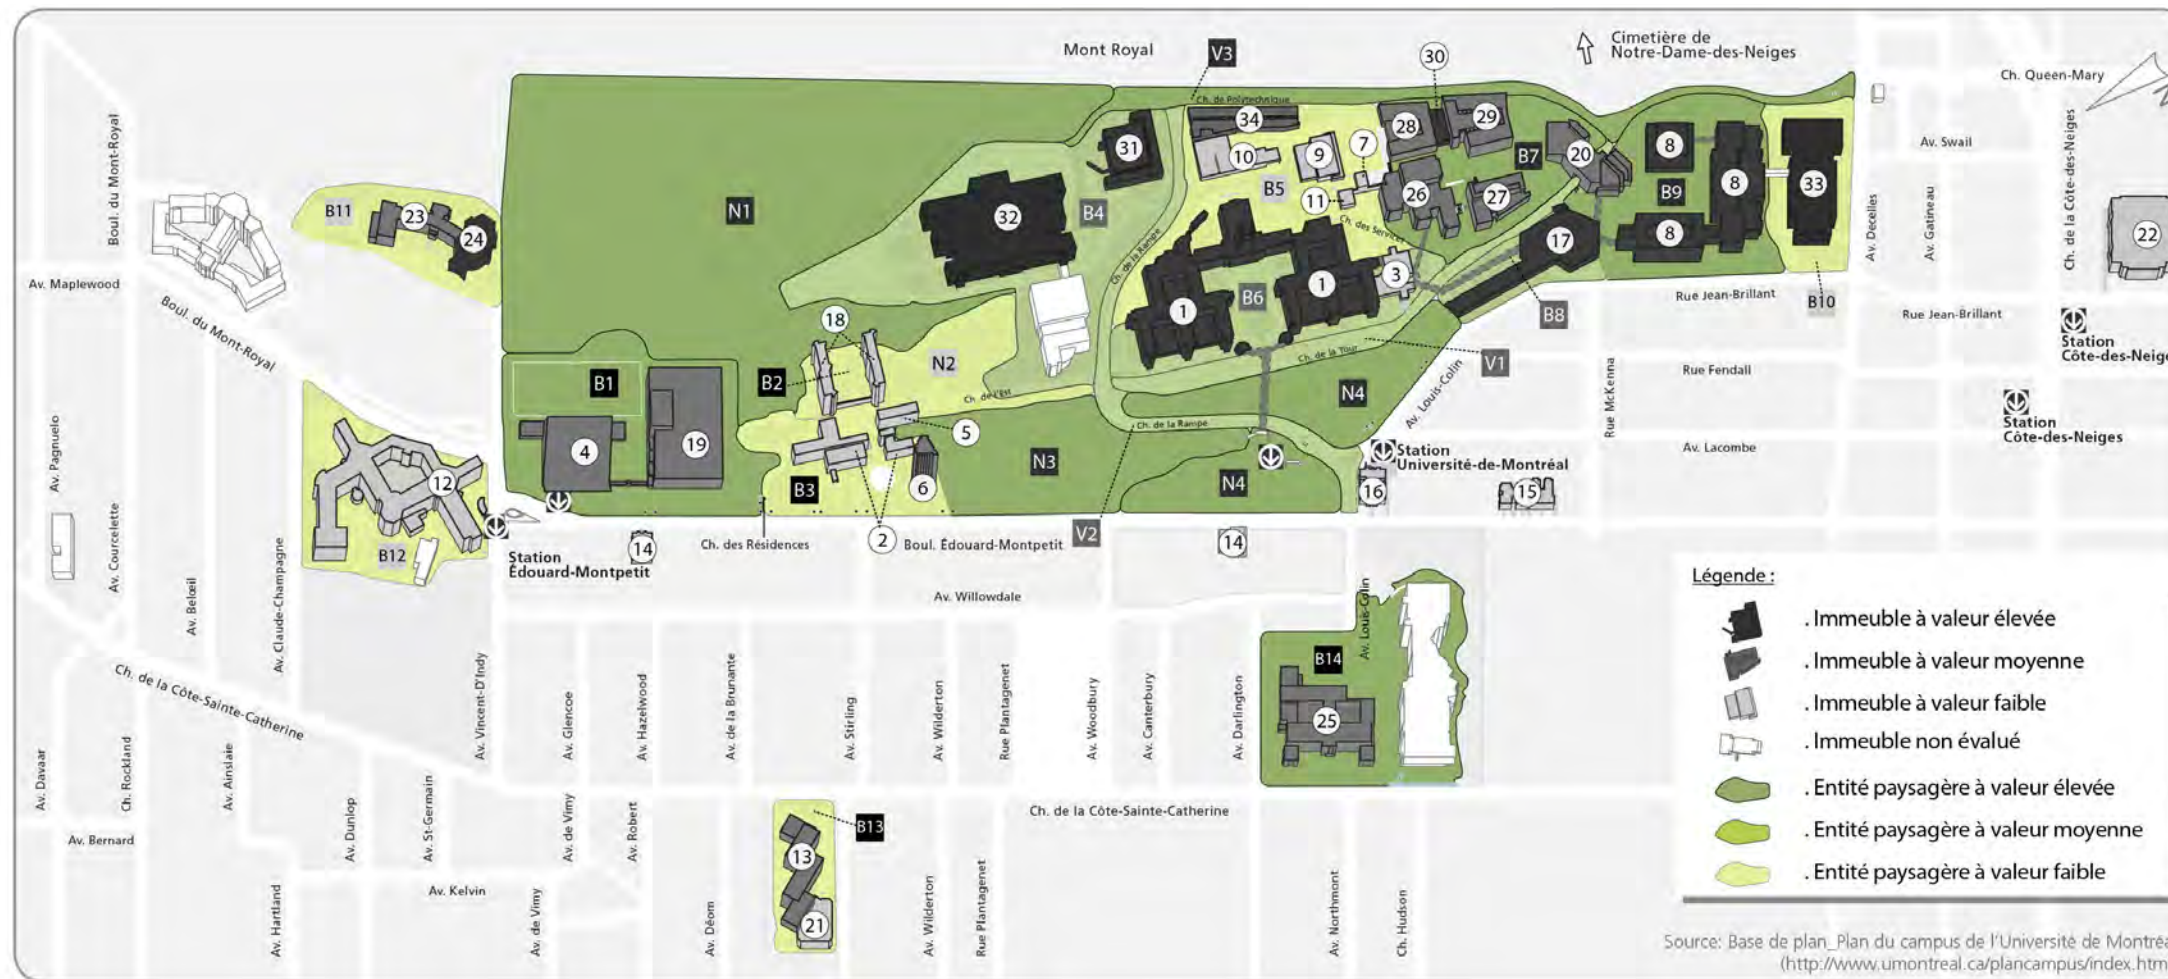 Mont Royal
V3
30
Cimetière de
Notre-Dame-des-Neiges
Ch. Queen-Mary
Ch. de Polytechnique
Boul. du Mont-Royal
34
28
29
31
10
9
7
B7
20
8
8
33
Av. Swail
Ch. de la Côte-des-Neiges
B11
23
24
N1
32
B4
B5
11
26
27
B9
Av. Decelles
Av. Gatineau
Ch. de la Rampe
Ch. des Services
17
8
22
Av. Maplewood
Boul. du Mont-Royal
1
1
B6
3
B8
Rue Jean-Brillant
B10
Rue Jean-Brillant
Station
Côte-des-Neige
18
B2
N2
Ch. de l'Est
Ch. de la Tour
V1
Rue Fendall
B1
4
19
5
N4
Av. Louis-Colin
Rue McKenna
Station
Côte-des-Neiges
Ch. de la Rampe
Av. Pagnuelo
12
B3
6
N3
N4
Station
Université-de-Montréal
Av. Lacombe
16
15
Av. Courcelette
Av. Belœil
Av. Claude-Champagne
B12
Station
Édouard-Montpetit
14
Ch. des Résidences
2
Boul. Édouard-Montpetit
V2
14
Av. Willowdale
Av. Louis-Colin
Légende :
. Immeuble à valeur élevée
. Immeuble à valeur moyenne
. Immeuble à valeur faible
. Immeuble non évalué
. Entité paysagère à valeur élevée
. Entité paysagère à valeur moyenne
. Entité paysagère à valeur faible
B14
25
Ch. de la Côte-Sainte-Catherine
Av. Vincent-D'Indy
Av. Glencoe
Av. Hazelwood
Av. de la Brunante
Av. Stirling
Av. Wilderton
Rue Plantagenet
Av. Woodbury
Av. Canterbury
Av. Darlington
Av. Davaar
Ch. Rockland
Av. Ainslaie
Av. Dunlop
Av. St-Germain
Av. de Vimy
Av. Robert
B13
Ch. de la Côte-Sainte-Catherine
Av. Bernard
13
Av. Kelvin
Av. Hartland
Av. de Vimy
Av. Déom
21
Av. Wilderton
Rue Plantagenet
Av. Northmont
Ch. Hudson
Source: Base de plan_Plan du campus de l'Université de Montréa
(http://www.umontreal.ca/plancampus/index.htm